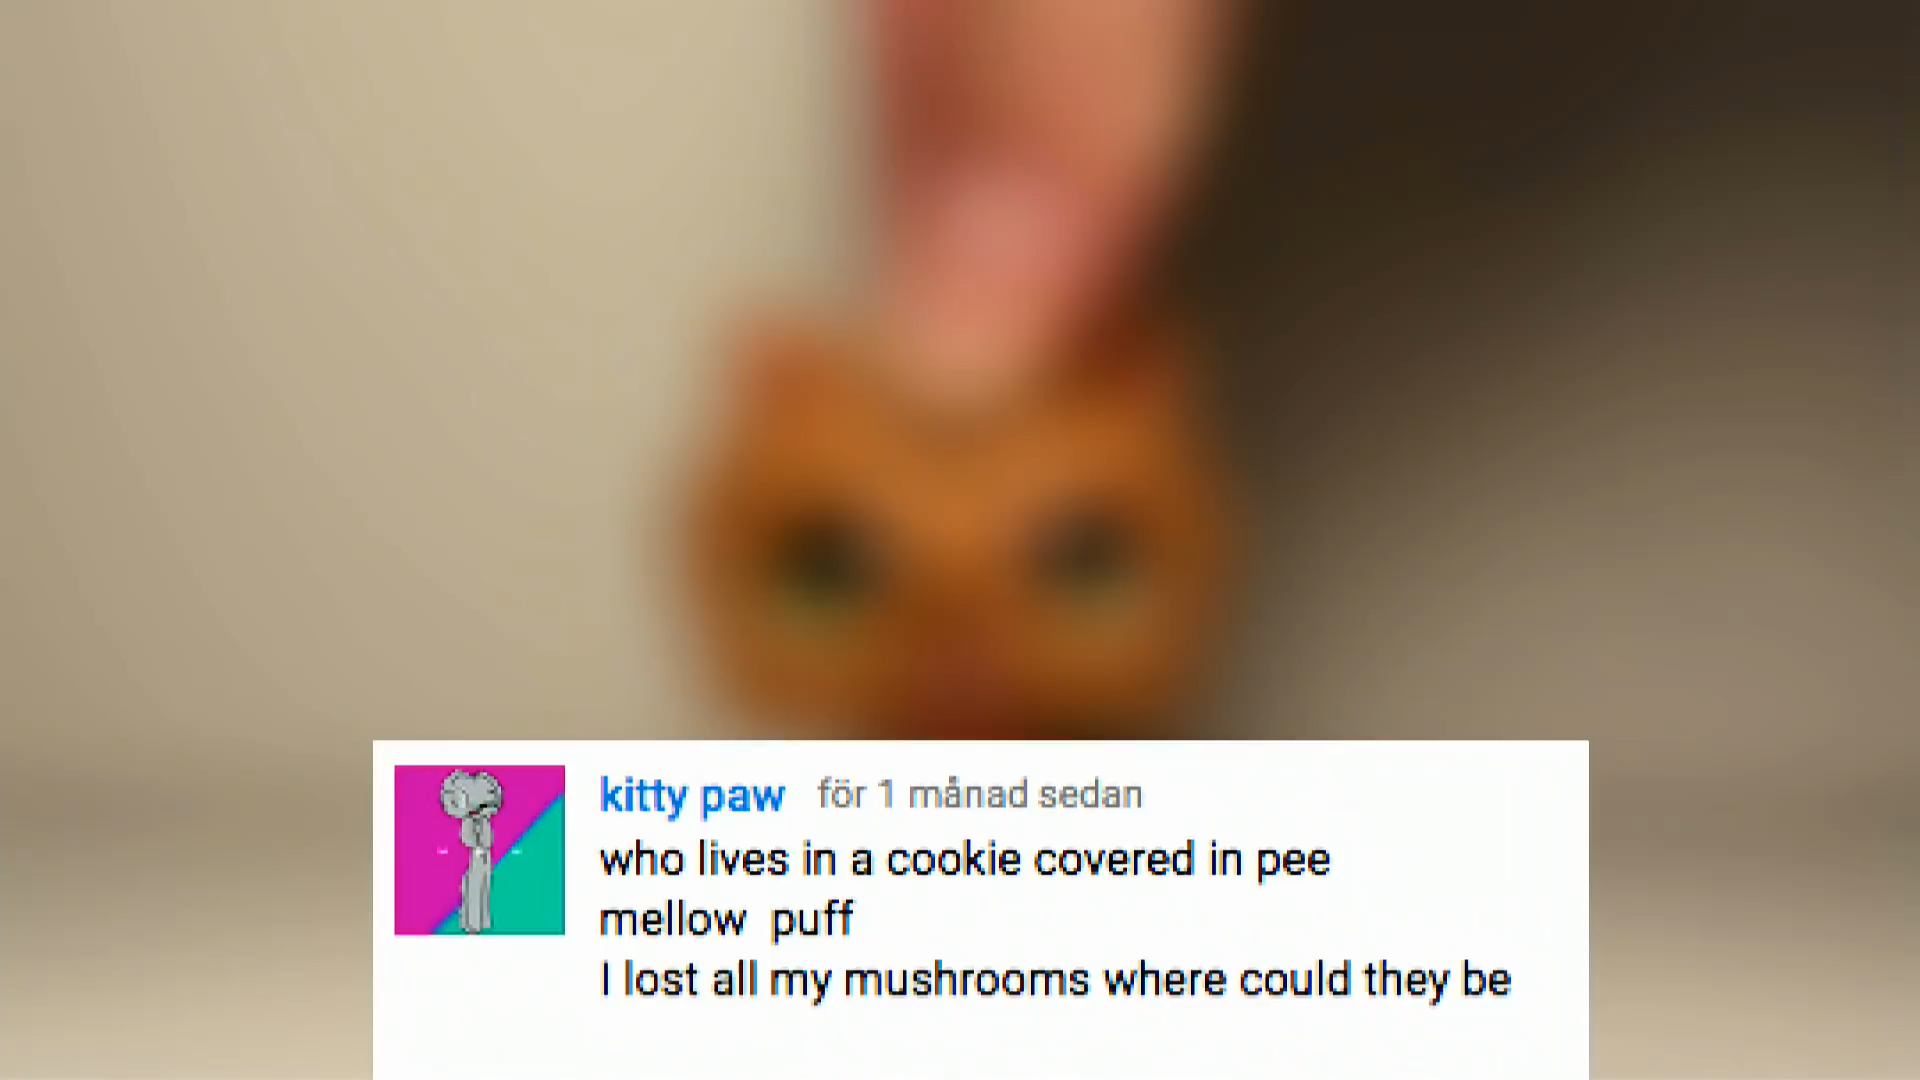 kitty paw för 1 månad sedan
who lives in a cookie covered in pee
mellow puff
I lost all my mushrooms where could they be